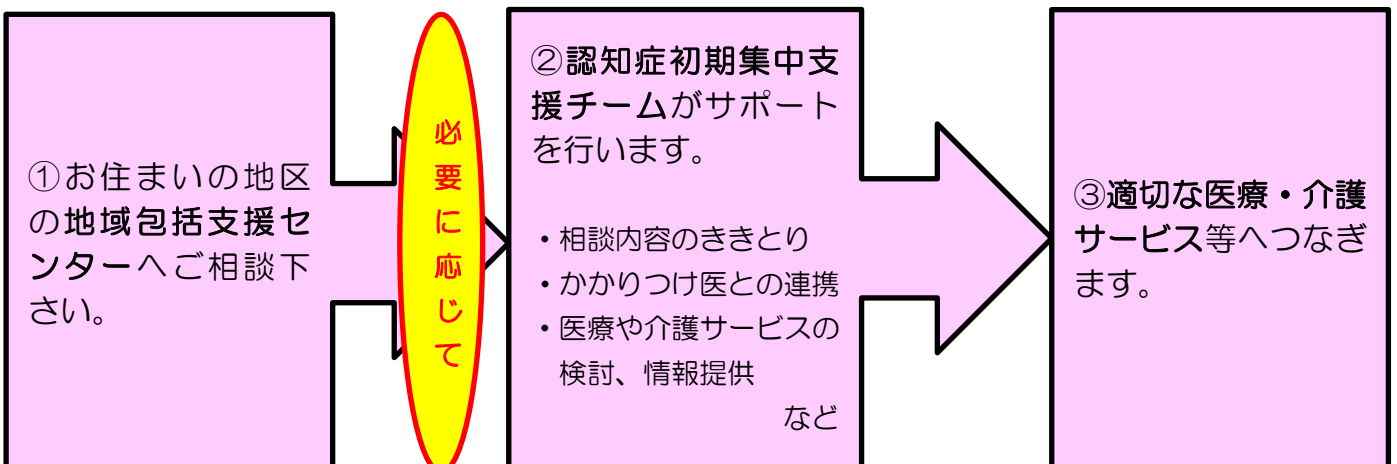 ①お住まいの地区
の地域包括支援セ
ンターへご相談下
さい。
必要に応じて
②認知症初期集中支
援チームがサポート
を行います。
・相談内容のききとり
・かかりつけ医との連携
・医療や介護サービスの
検討、情報提供
など
③適切な医療・介護
サービス等へつなぎ
ます。